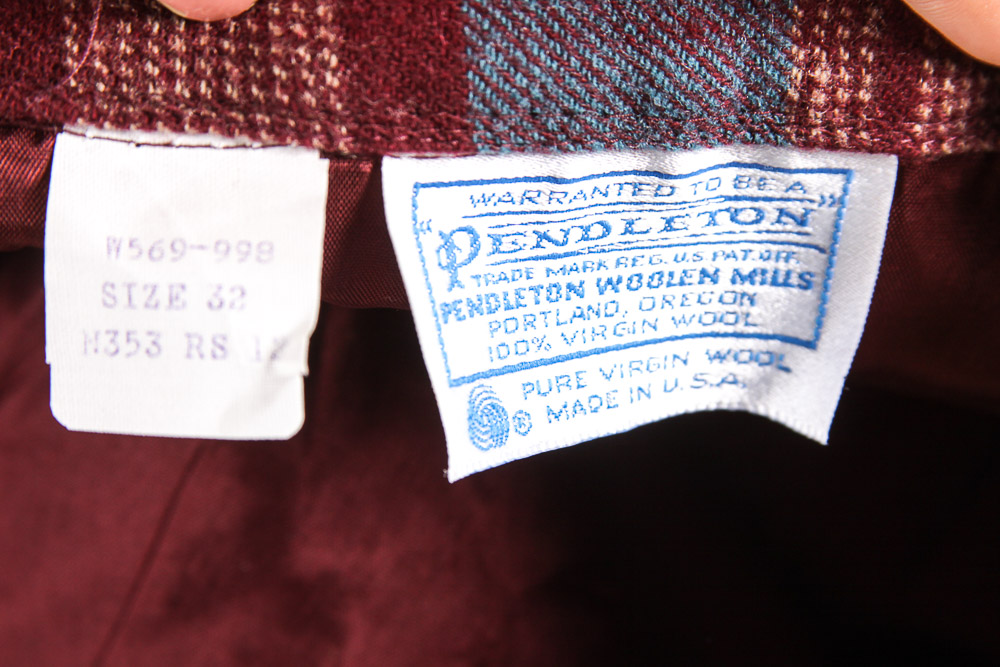 W569-998
SIZE 32
M353 RS 12
WARRANTED TO BE A
"PENDLETON"
TRADE MARK REG. U.S. PAT. OFF.
PENDLETON WOOLEN MILLS
PORTLAND, OREGON
100% VIRGIN WOOL
PURE VIRGIN WOOL
® MADE IN U.S.A.